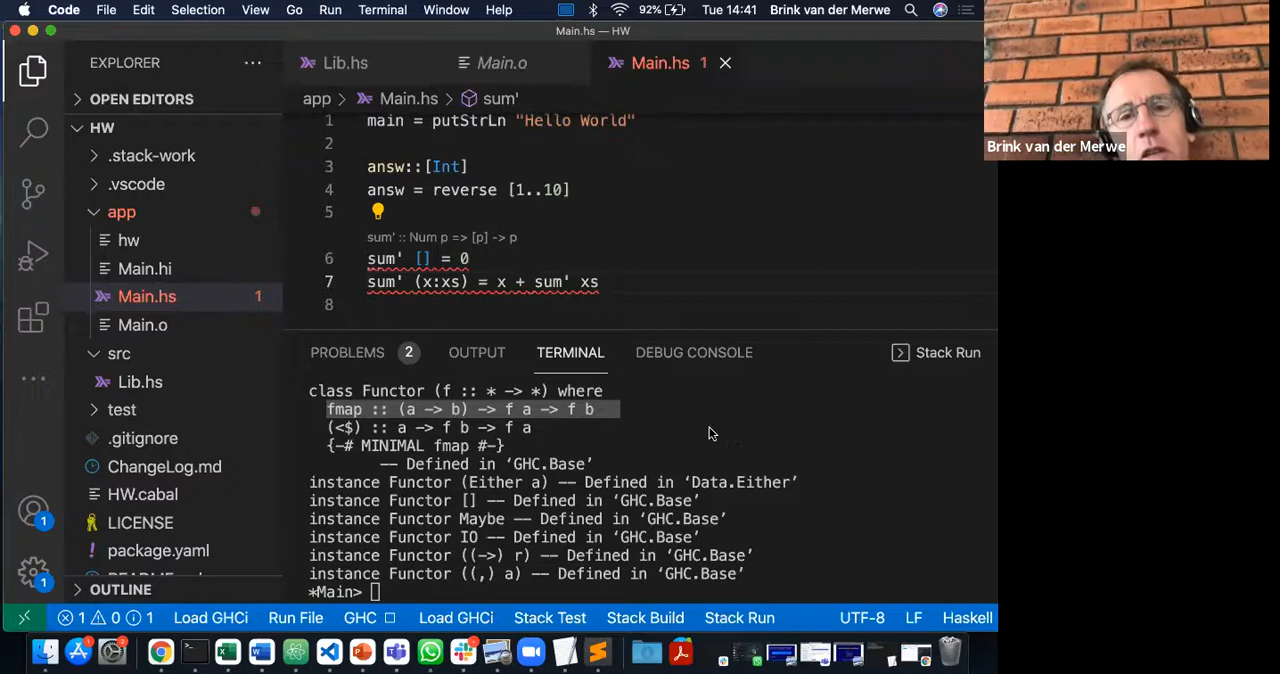 Code File Edit Selection View Go Run Terminal Window Help 92% Tue 14:41 Brink van der Merwe
Main.hs — HW
Brink van der Merwe
EXPLORER ...
OPEN EDITORS
HW
.stack-work
.vscode
app
hw
Main.hi
Main.hs 1
Main.o
src
Lib.hs
test
.gitignore
ChangeLog.md
HW.cabal
LICENSE
package.yaml
OUTLINE
1
1
Lib.hs Main.o Main.hs 1
app > Main.hs > sum'
1 main = putStrLn "Hello World"
2
3 answ::[Int]
4 answ = reverse [1..10]
5
sum' :: Num p => [p] -> p
6 sum' [] = 0
7 sum' (x:xs) = x + sum' xs
8
PROBLEMS 2 OUTPUT TERMINAL DEBUG CONSOLE Stack Run
class Functor (f :: * -> *) where
fmap :: (a -> b) -> f a -> f b
(<$) :: a -> f b -> f a
{-# MINIMAL fmap #-}
-- Defined in ‘GHC.Base’
instance Functor (Either a) -- Defined in ‘Data.Either’
instance Functor [] -- Defined in ‘GHC.Base’
instance Functor Maybe -- Defined in ‘GHC.Base’
instance Functor IO -- Defined in ‘GHC.Base’
instance Functor ((->) r) -- Defined in ‘GHC.Base’
instance Functor ((,) a) -- Defined in ‘GHC.Base’
*Main>
1 0 1 Load GHCi Run File GHC Load GHCi Stack Test Stack Build Stack Run UTF-8 LF Haskell